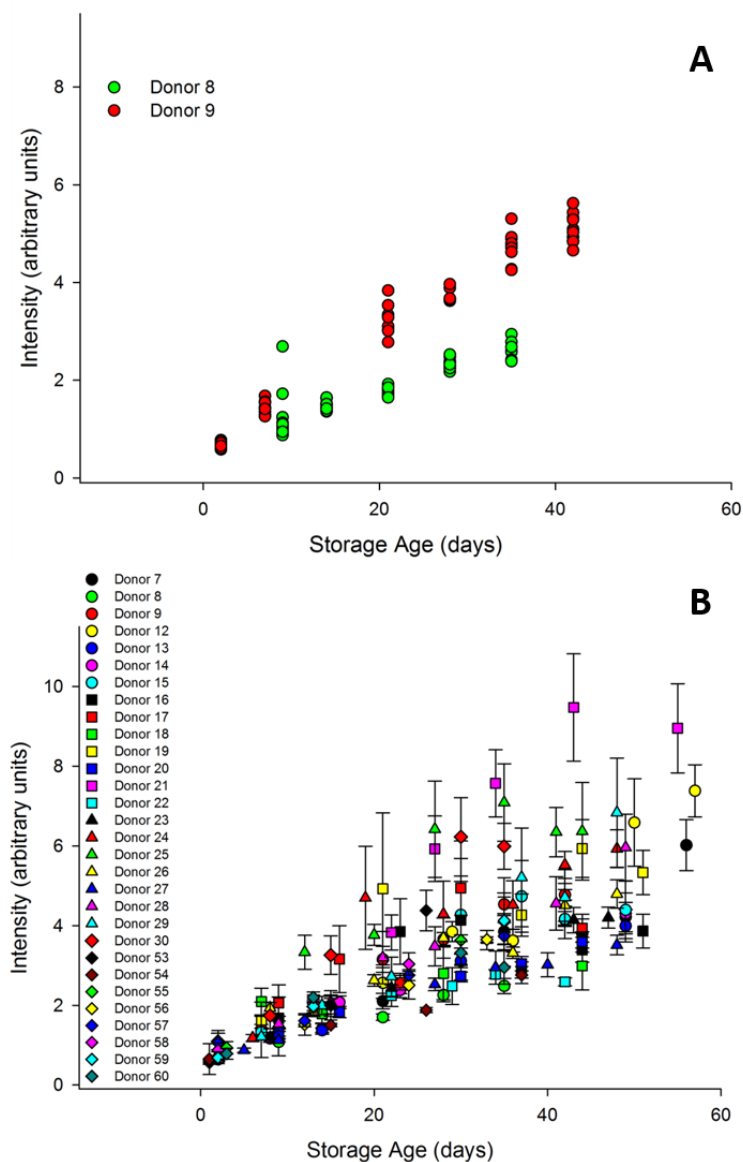 A
Donor 8
Donor 9
Intensity (arbitrary units)
8
6
4
2
0
0 20 40 60
Storage Age (days)
B
Donor 7
Donor 8
Donor 9
Donor 12
Donor 13
Donor 14
Donor 15
Donor 16
Donor 17
Donor 18
Donor 19
Donor 20
Donor 21
Donor 22
Donor 23
Donor 24
Donor 25
Donor 26
Donor 27
Donor 28
Donor 29
Donor 30
Donor 53
Donor 54
Donor 55
Donor 56
Donor 57
Donor 58
Donor 59
Donor 60
Intensity (arbitrary units)
10
8
6
4
2
0
0 20 40 60
Storage Age (days)